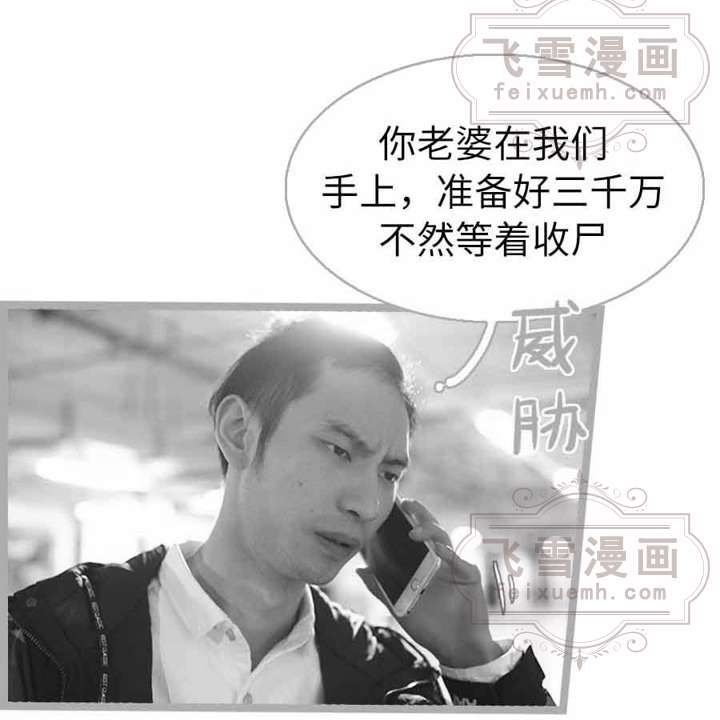 飞雪漫画
feixuemh.com
你老婆在我们
手上，准备好三千万
不然等着收尸
威
胁
飞雪漫画
feixuemh.com